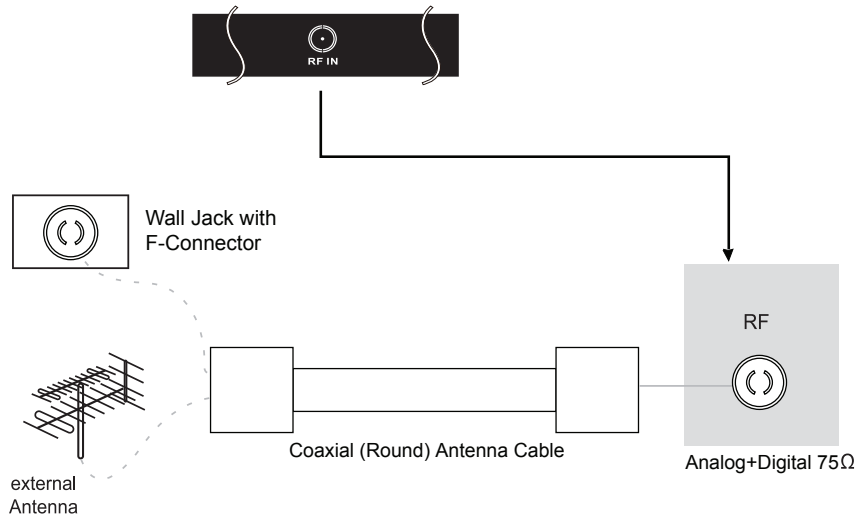 RF IN
Wall Jack with
F-Connector
RF
Coaxial (Round) Antenna Cable
Analog+Digital 75Ω
external
Antenna